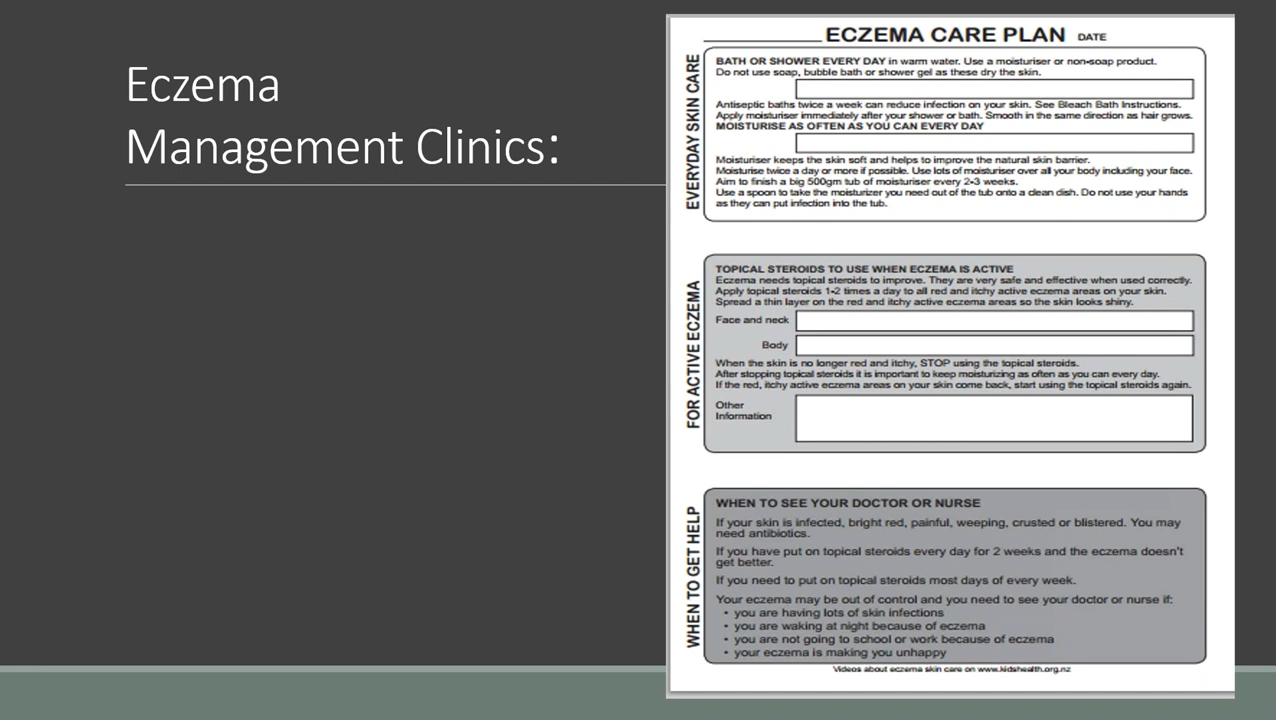 Eczema
Management Clinics:
ECZEMA CARE PLAN DATE
EVERYDAY SKIN CARE
BATH OR SHOWER EVERY DAY in warm water. Use a moisturiser or non-soap product.
Do not use soap, bubble bath or shower gel as these dry the skin.
Antiseptic baths twice a week can reduce infection on your skin. See Bleach Bath Instructions.
Apply moisturiser immediately after your shower or bath. Smooth in the same direction as hair grows.
MOISTURISE AS OFTEN AS YOU CAN EVERY DAY
Moisturiser keeps the skin soft and helps to improve the natural skin barrier.
Moisturise twice a day or more if possible. Use lots of moisturiser over all your body including your face.
Aim to finish a big 500gm tub of moisturiser every 2-3 weeks.
Use a spoon to take the moisturizer you need out of the tub onto a clean dish. Do not use your hands
as they can put infection into the tub.
FOR ACTIVE ECZEMA
TOPICAL STEROIDS TO USE WHEN ECZEMA IS ACTIVE
Eczema needs topical steroids to improve. They are very safe and effective when used correctly.
Apply topical steroids 1-2 times a day to all red and itchy active eczema areas on your skin.
Spread a thin layer on the red and itchy active eczema areas so the skin looks shiny.
Face and neck
Body
When the skin is no longer red and itchy, STOP using the topical steroids.
After stopping topical steroids it is important to keep moisturizing as often as you can every day.
If the red, itchy active eczema areas on your skin come back, start using the topical steroids again.
Other
Information
WHEN TO GET HELP
WHEN TO SEE YOUR DOCTOR OR NURSE
If your skin is infected, bright red, painful, weeping, crusted or blistered. You may
need antibiotics.
If you have put on topical steroids every day for 2 weeks and the eczema doesn't
get better.
If you need to put on topical steroids most days of every week.
Your eczema may be out of control and you need to see your doctor or nurse if:
• you are having lots of skin infections
• you are waking at night because of eczema
• you are not going to school or work because of eczema
• your eczema is making you unhappy
Videos about eczema skin care on www.kidshealth.org.nz